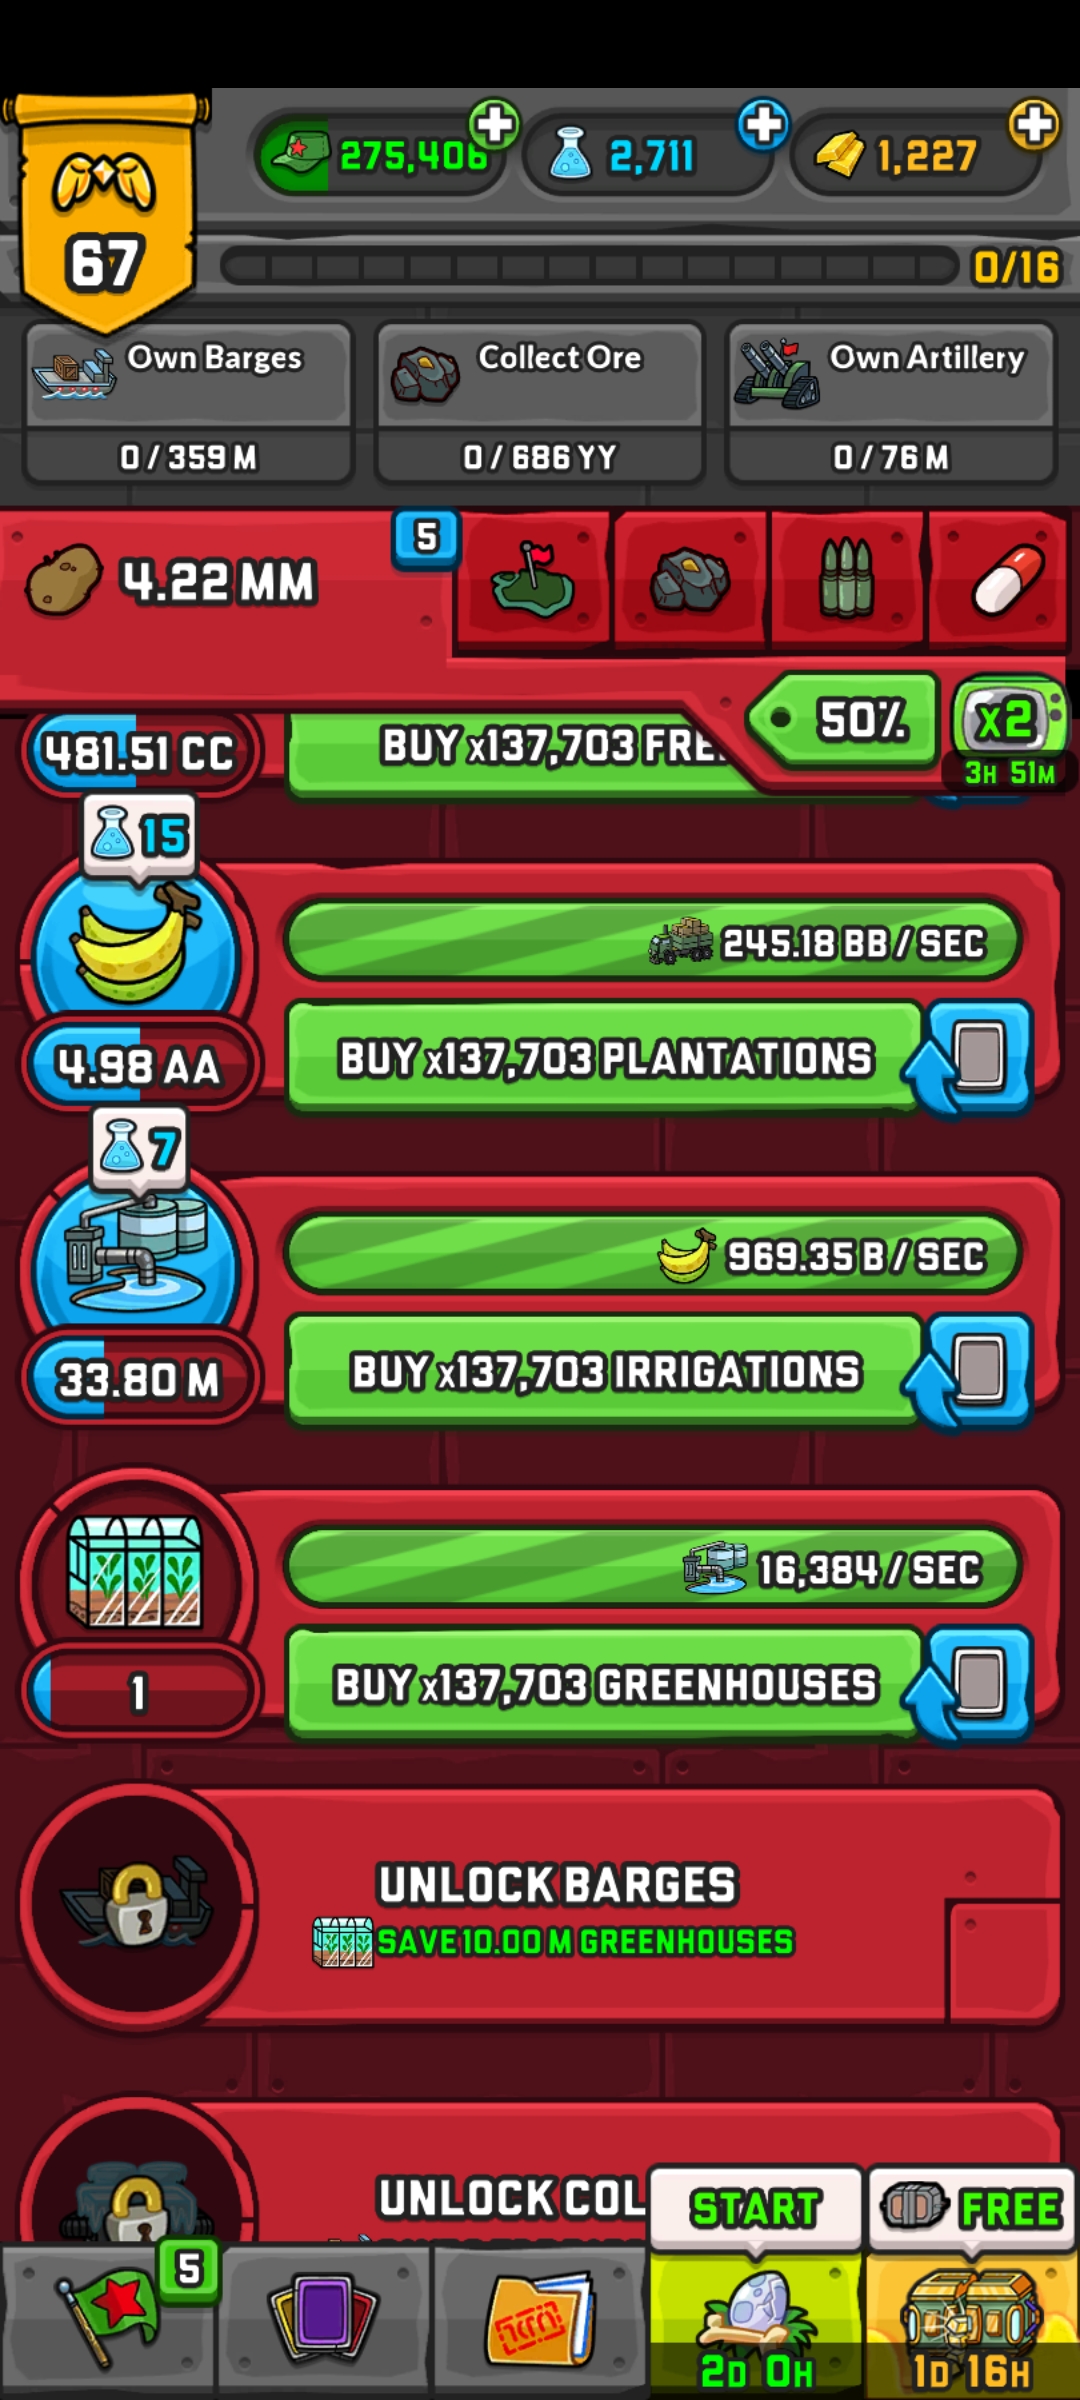 275,406
2,711
1,227
67
0/16
Own Barges
Collect Ore
Own Artillery
0 / 359 M
0 / 686 YY
0 / 76 M
4.22 MM
5
50%
x2
3H 51M
481.51 CC
BUY x137,703 FRE
15
245.18 BB / SEC
4.98 AA
BUY x137,703 PLANTATIONS
7
969.35 B / SEC
33.80 M
BUY x137,703 IRRIGATIONS
16,384 / SEC
1
BUY x137,703 GREENHOUSES
UNLOCK BARGES
SAVE 10.00 M GREENHOUSES
UNLOCK COL
START
FREE
5
2D 0H
1D 16H